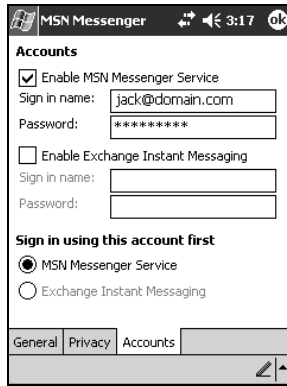 MSN Messenger 3:17 ok
Accounts
Enable MSN Messenger Service
Sign in name: jack@domain.com
Password: *********
Enable Exchange Instant Messaging
Sign in name:
Password:
Sign in using this account first
MSN Messenger Service
Exchange Instant Messaging
General Privacy Accounts